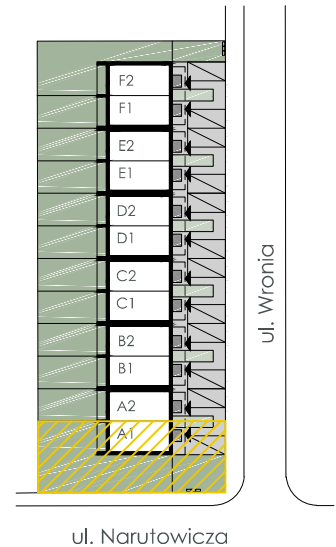 F2
F1
E2
E1
D2
D1
C2
C1
B2
B1
A2
A1
ul. Wronia
ul. Narutowicza